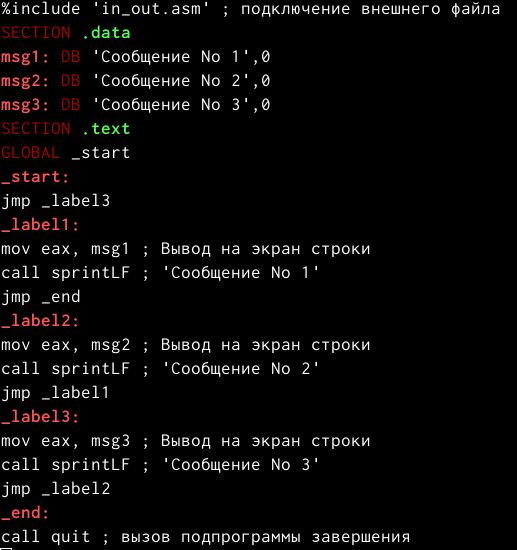 %include 'in_out.asm' ; подключение внешнего файла
SECTION .data
msg1: DB 'Сообщение No 1',0
msg2: DB 'Сообщение No 2',0
msg3: DB 'Сообщение No 3',0
SECTION .text
GLOBAL _start
_start:
jmp _label3
_label1:
mov eax, msg1 ; Вывод на экран строки
call sprintLF ; 'Сообщение No 1'
jmp _end
_label2:
mov eax, msg2 ; Вывод на экран строки
call sprintLF ; 'Сообщение No 2'
jmp _label1
_label3:
mov eax, msg3 ; Вывод на экран строки
call sprintLF ; 'Сообщение No 3'
jmp _label2
_end:
call quit ; вызов подпрограммы завершения